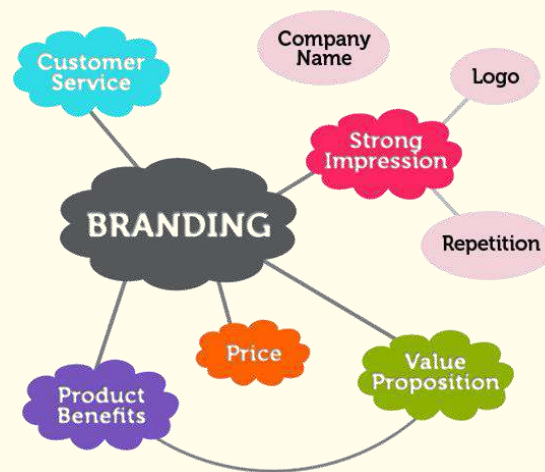 Company
Name
Customer
Service
Logo
Strong
Impression
BRANDING
Repetition
Price
Value
Proposition
Product
Benefits